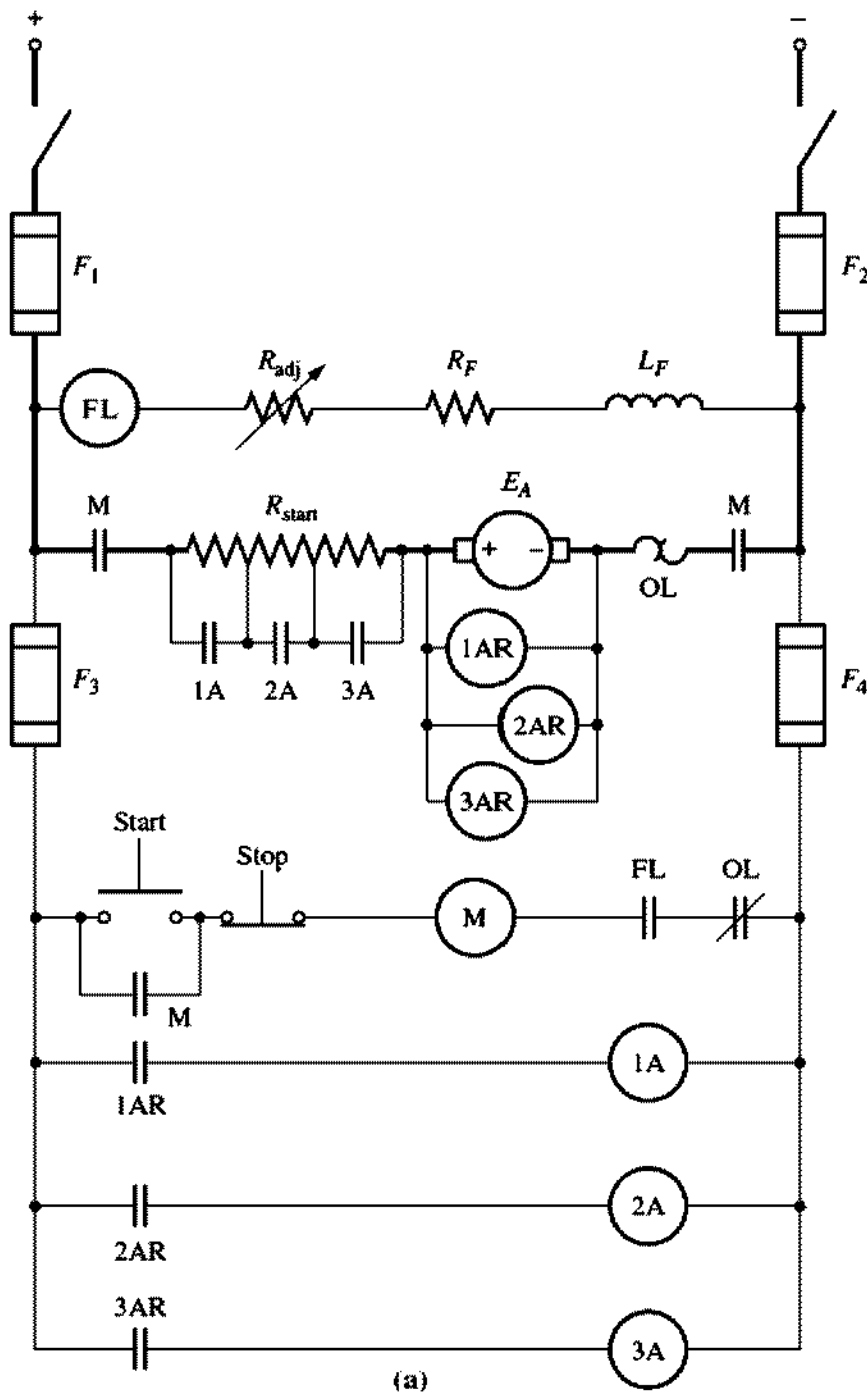 + −
F1 F2
FL Radj RF LF
M Rstart EA M
+ −
OL
F3 1A 2A 3A 1AR F4
2AR
3AR
Start
Stop FL OL
M
M
1AR 1A
2AR 2A
3AR
3A
(a)